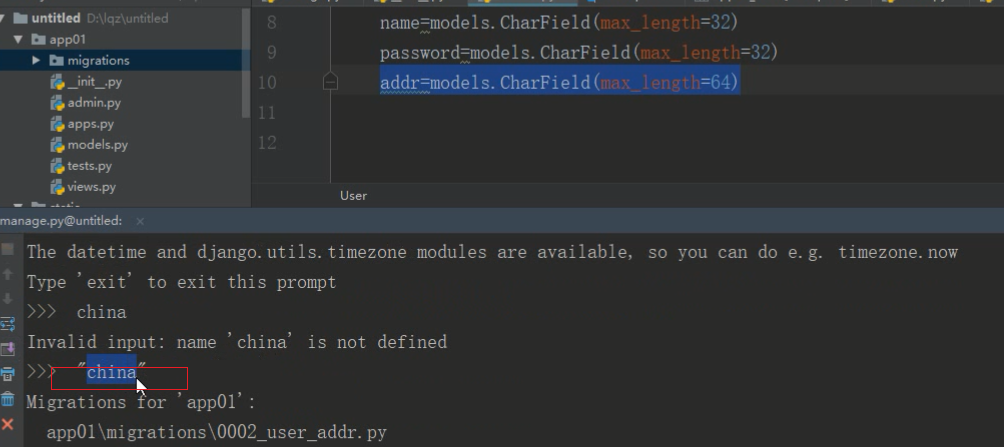 untitled D:\lqz\untitled
app01
migrations
__init__.py
admin.py
apps.py
models.py
tests.py
views.py
8 name=models.CharField(max_length=32)
9 password=models.CharField(max_length=32)
10 addr=models.CharField(max_length=64)
11
12
User
manage.py@untitled: ×
The datetime and django.utils.timezone modules are available, so you can do e.g. timezone.now
Type 'exit' to exit this prompt
>>> china
Invalid input: name 'china' is not defined
>>> "china"
Migrations for 'app01':
app01\migrations\0002_user_addr.py